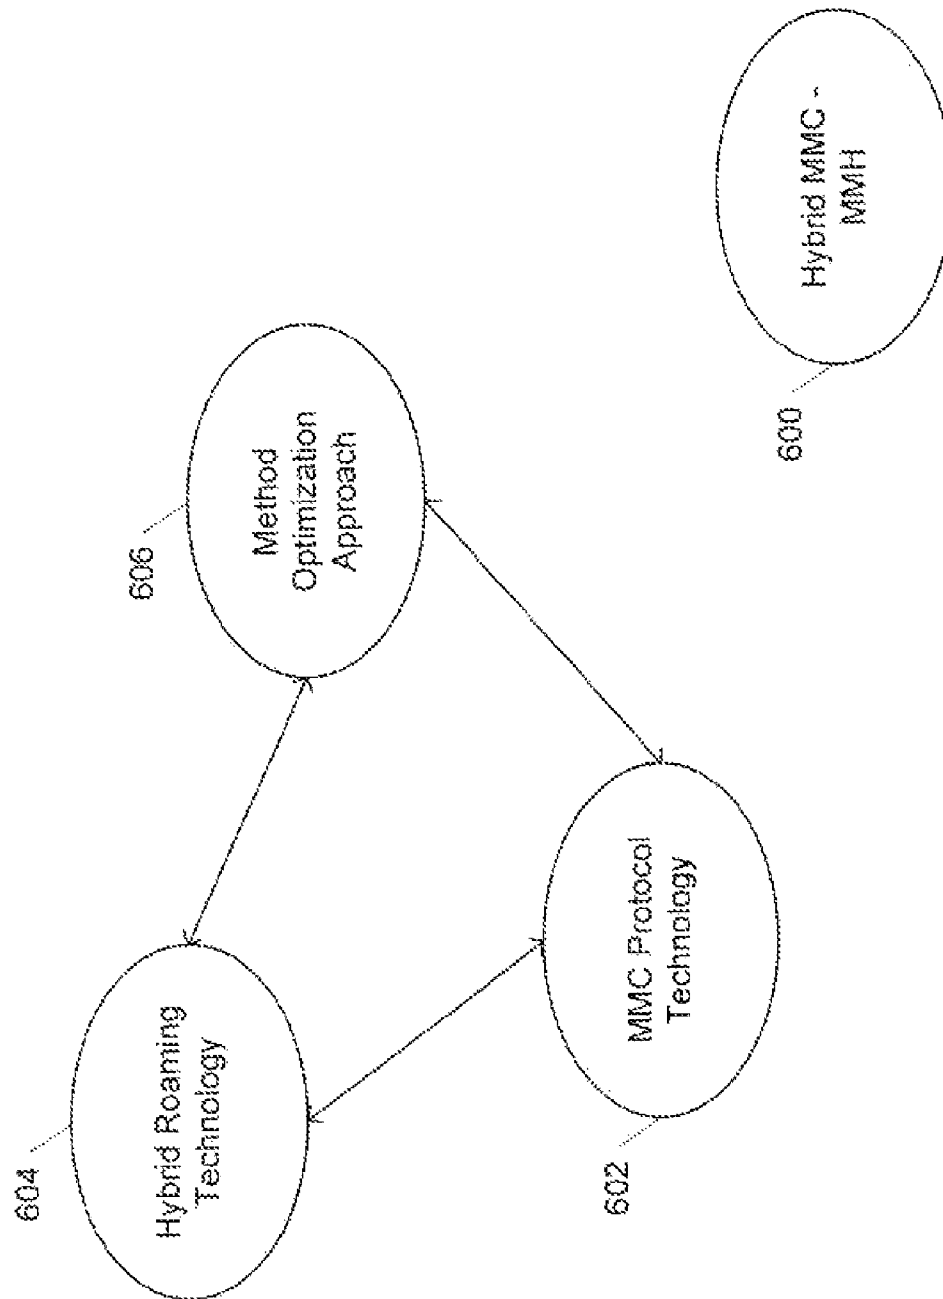 604
Hybrid Roaming
Technology
606
Method
Optimization
Approach
602
MMC Protocol
Technology
600
Hybrid MMC -
MMH